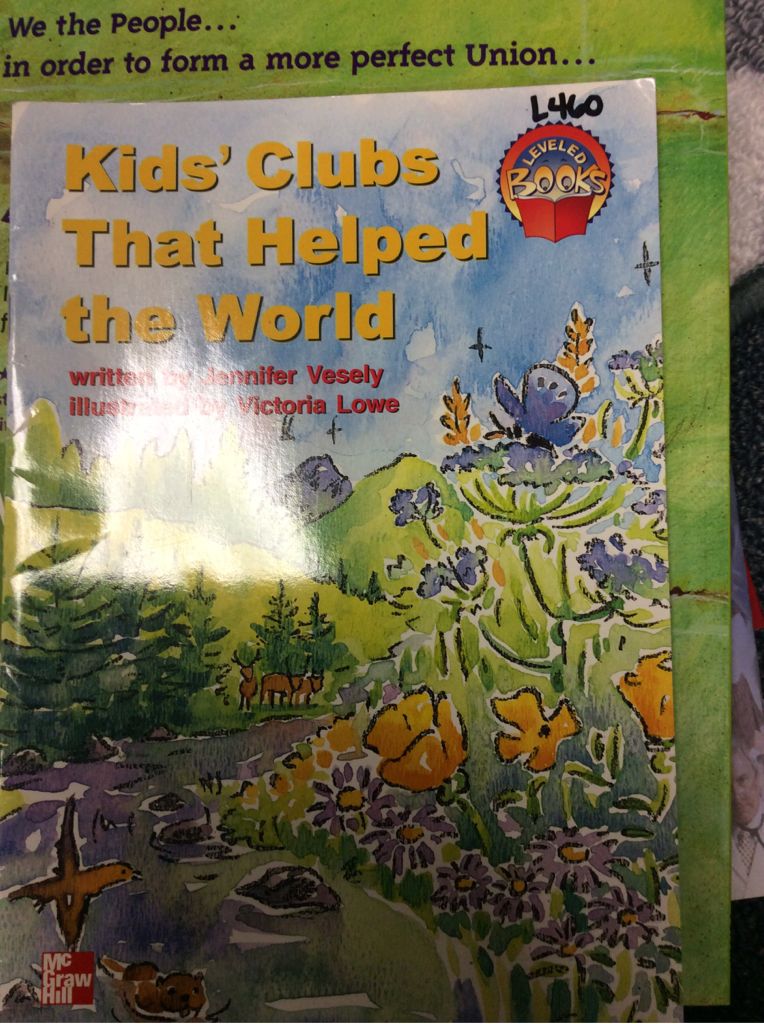 We the People...
in order to form a more perfect Union...
L460
LEVELED
BOOKS
Kids' Clubs
That Helped
the World
written by Jennifer Vesely
illustrated by Victoria Lowe
Mc
Graw
Hill